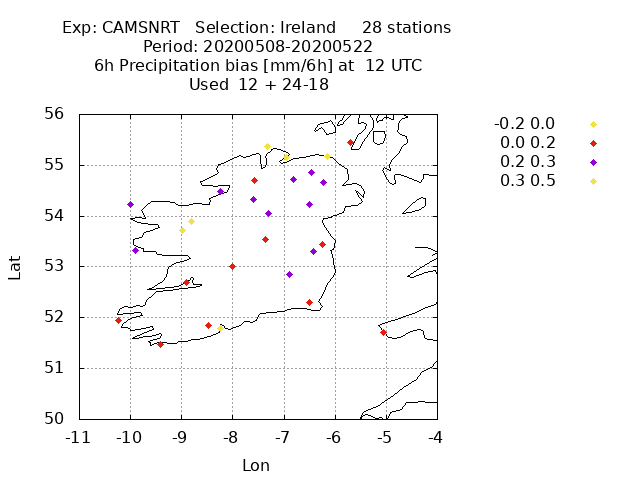 Exp: CAMSNRT Selection: Ireland 28 stations
Period: 20200508-20200522
6h Precipitation bias [mm/6h] at 12 UTC
Used 12 + 24-18
-0.2 0.0
0.0 0.2
0.2 0.3
0.3 0.5
56
55
54
53
52
51
50
Lat
-11 -10 -9 -8 -7 -6 -5 -4
Lon